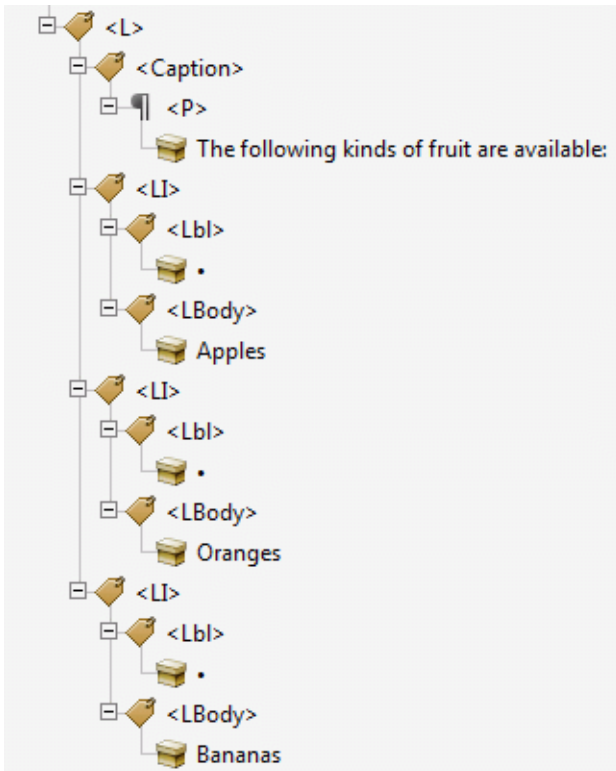 <L>
<Caption>
<P>
The following kinds of fruit are available:
<LI>
<Lbl>
•
<LBody>
Apples
<LI>
<Lbl>
•
<LBody>
Oranges
<LI>
<Lbl>
•
<LBody>
Bananas